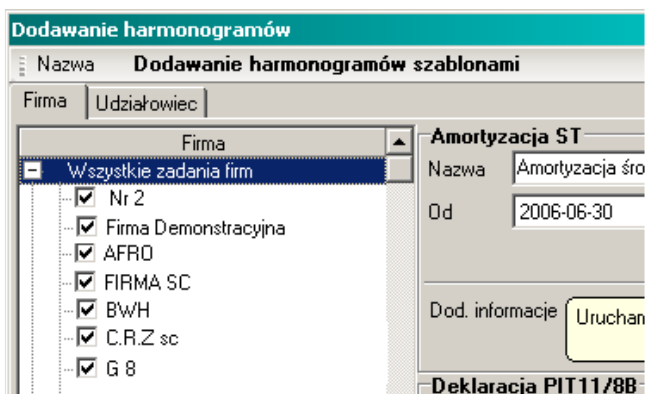 Dodawanie harmonogramów
Nazwa Dodawanie harmonogramów szablonami
Firma Udziałowiec
Firma
Wszystkie zadania firm
Nr 2
Firma Demonstracyjna
AFRO
FIRMA SC
BWH
C.R.Z sc
G 8
Amortyzacja ST
Nazwa Amortyzacja śro
Od 2006-06-30
Dod. informacje Uruchan
Deklaracja PIT11/8B